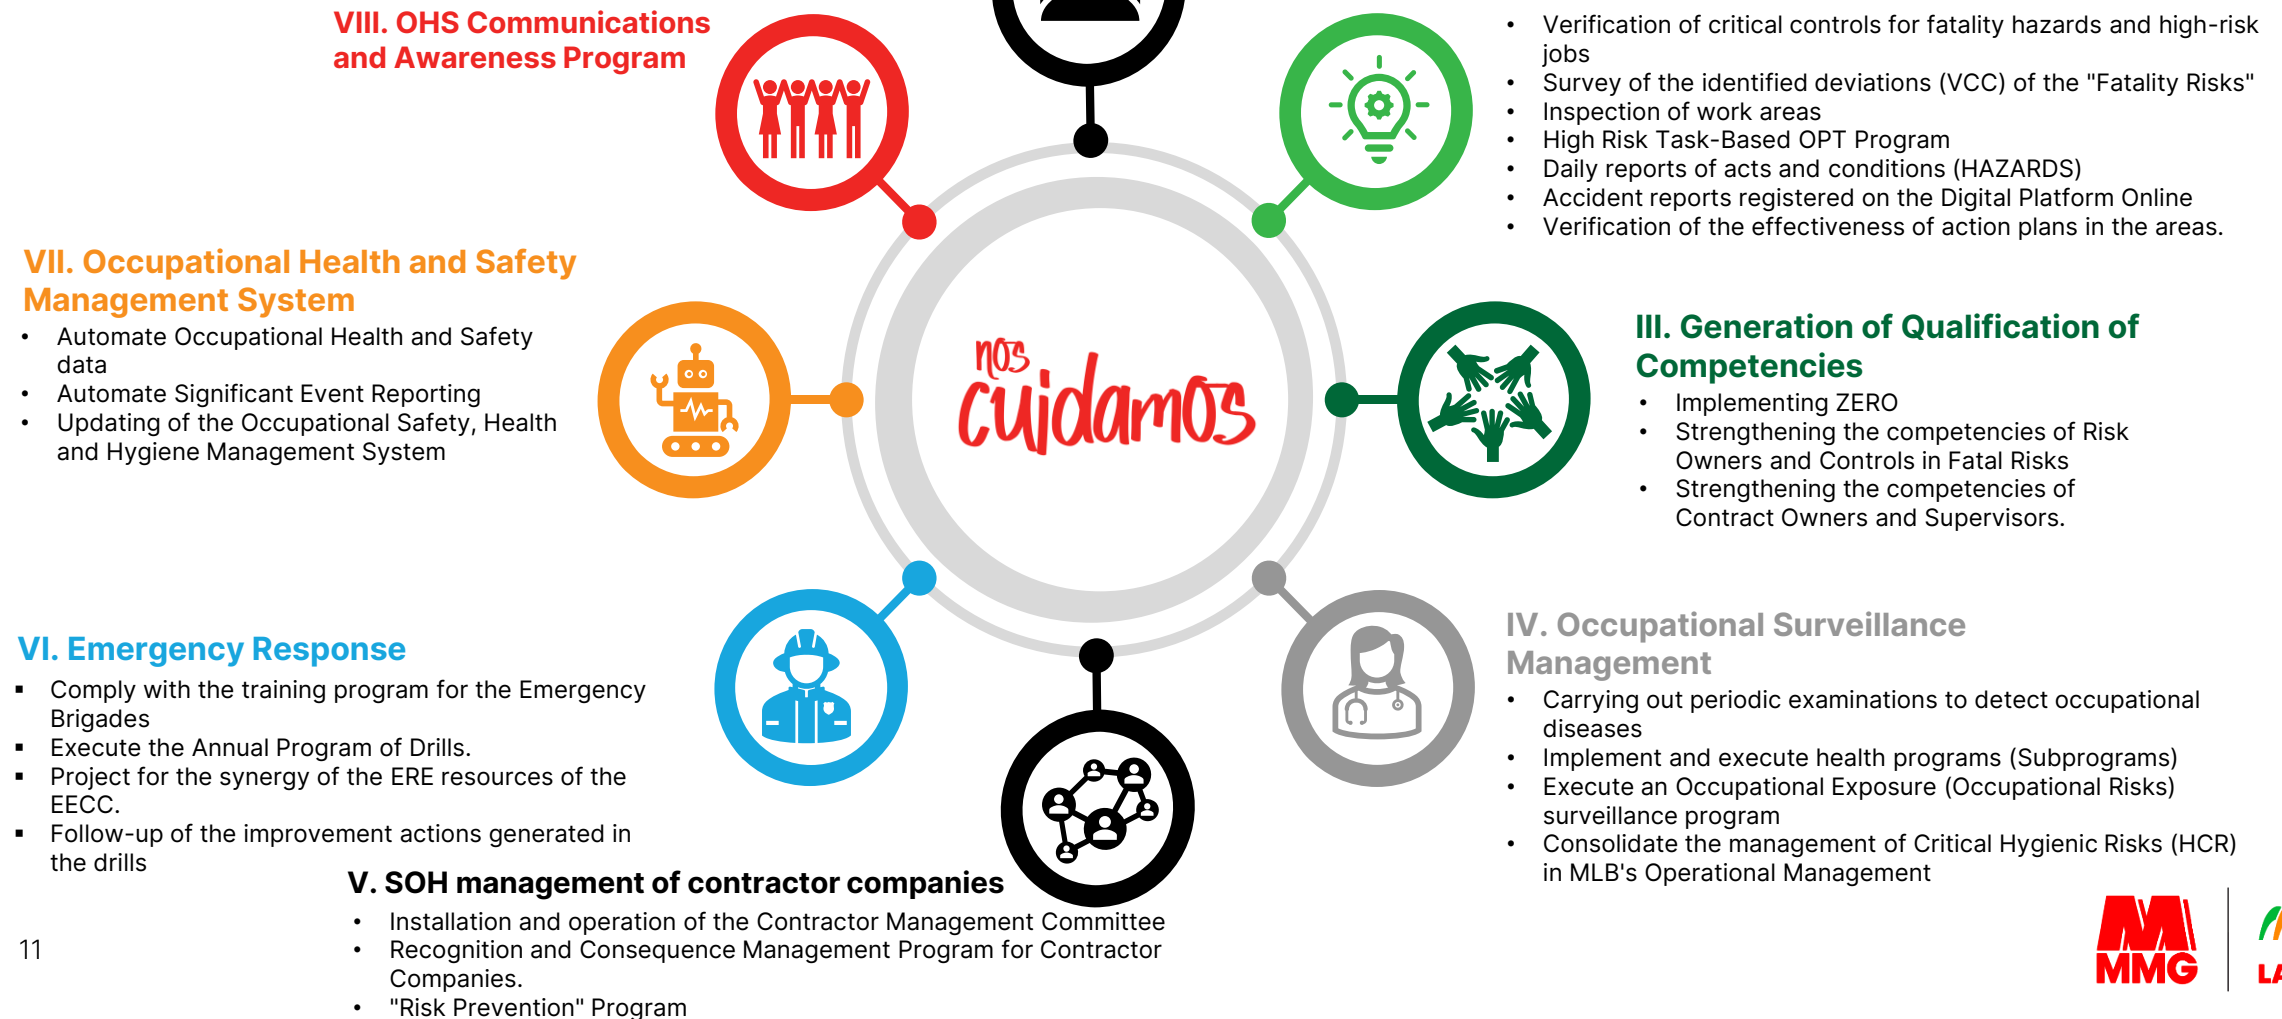 VIII. OHS Communications
and Awareness Program
• Verification of critical controls for fatality hazards and high-risk
jobs
• Survey of the identified deviations (VCC) of the "Fatality Risks"
• Inspection of work areas
• High Risk Task-Based OPT Program
• Daily reports of acts and conditions (HAZARDS)
• Accident reports registered on the Digital Platform Online
• Verification of the effectiveness of action plans in the areas.
VII. Occupational Health and Safety
Management System
• Automate Occupational Health and Safety
data
• Automate Significant Event Reporting
• Updating of the Occupational Safety, Health
and Hygiene Management System
nos
cuidamos
III. Generation of Qualification of
Competencies
• Implementing ZERO
• Strengthening the competencies of Risk
Owners and Controls in Fatal Risks
• Strengthening the competencies of
Contract Owners and Supervisors.
VI. Emergency Response
▪ Comply with the training program for the Emergency
Brigades
▪ Execute the Annual Program of Drills.
▪ Project for the synergy of the ERE resources of the
EECC.
▪ Follow-up of the improvement actions generated in
the drills
IV. Occupational Surveillance
Management
• Carrying out periodic examinations to detect occupational
diseases
• Implement and execute health programs (Subprograms)
• Execute an Occupational Exposure (Occupational Risks)
surveillance program
• Consolidate the management of Critical Hygienic Risks (HCR)
in MLB's Operational Management
V. SOH management of contractor companies
• Installation and operation of the Contractor Management Committee
• Recognition and Consequence Management Program for Contractor
Companies.
• "Risk Prevention" Program
11
MMG